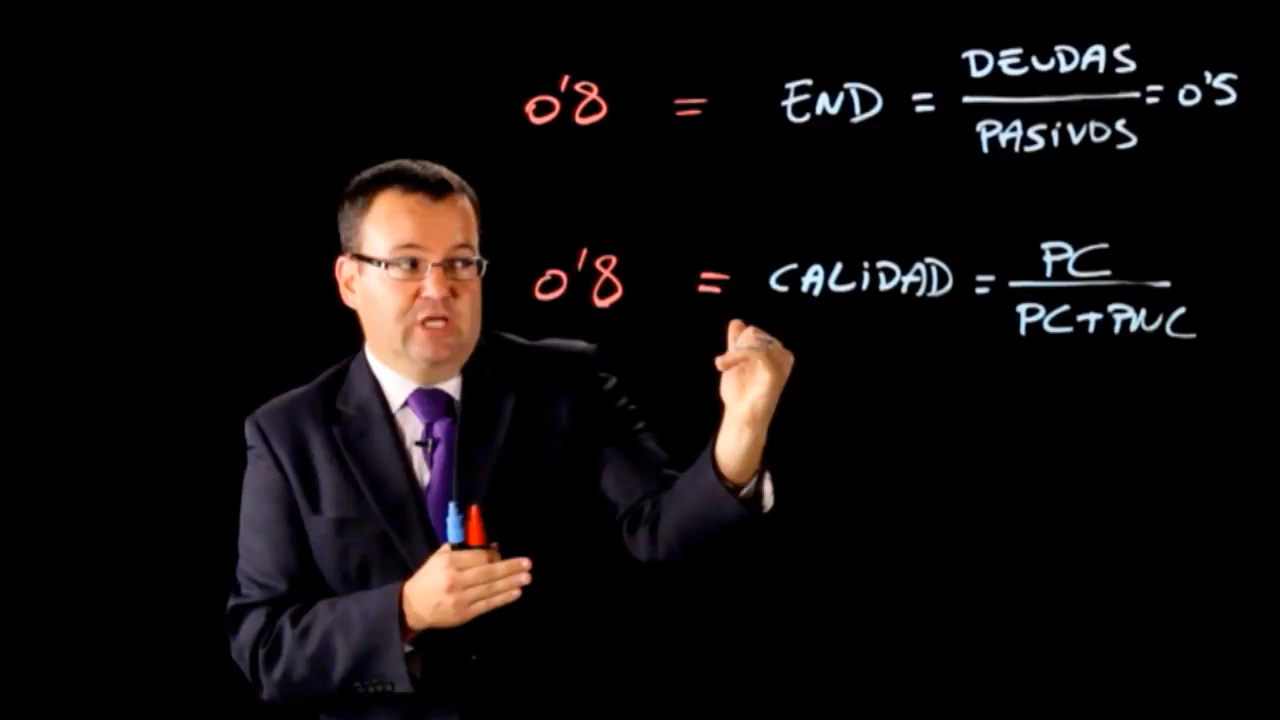 0'8 = END = DEUDAS / PASIVOS = 0'5
0'8 = CALIDAD = PC / PC+PNC